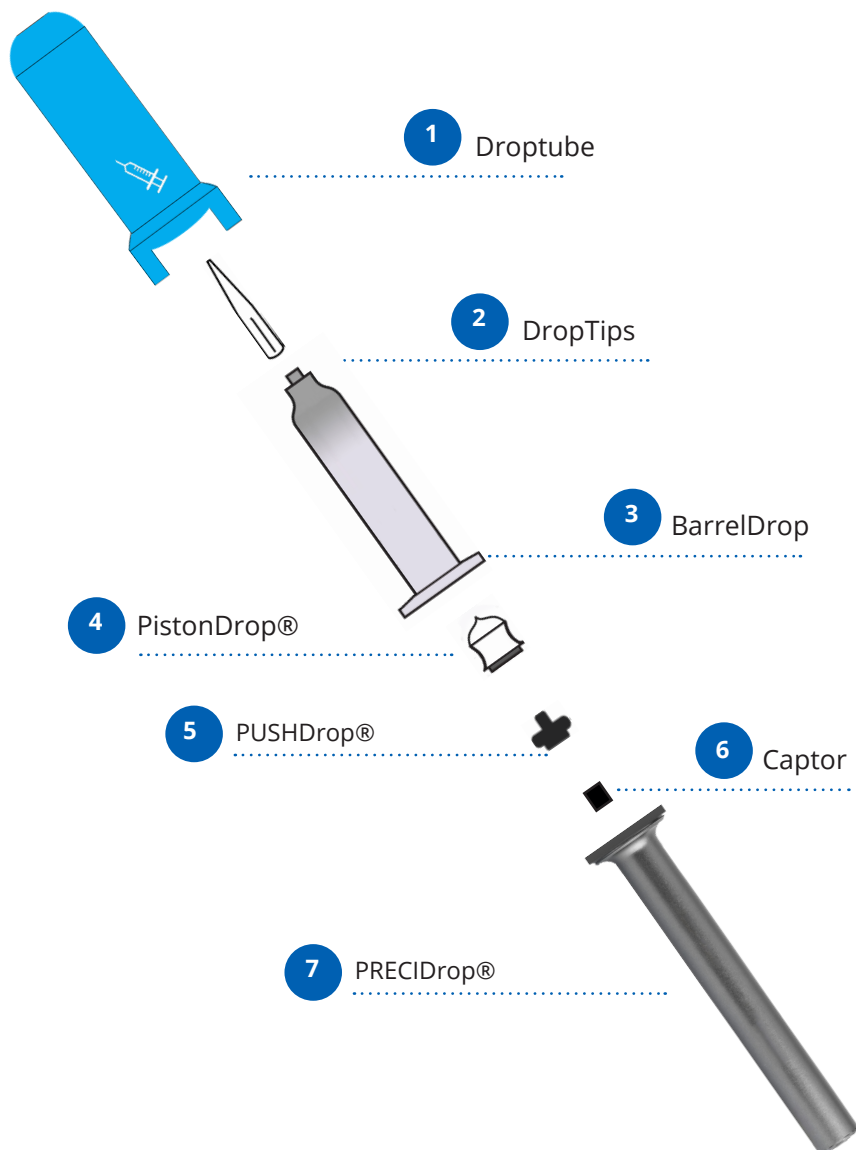 1
Droptube
2
DropTips
3
BarrelDrop
4
PistonDrop®
5
PUSHDrop®
6
Captor
7
PRECIDrop®